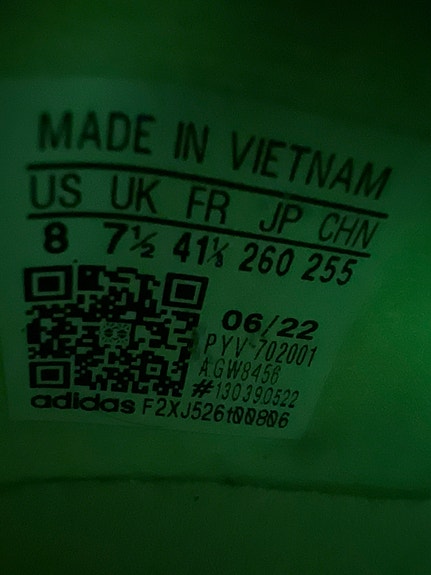 MADE IN VIETNAM
US UK FR JP CHN
8 7½ 41⅓ 260 255
06/22
PYV 702001
AGW8456
#130390522
adidas F2XJ526t00806